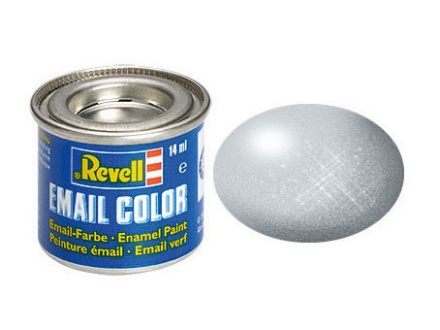 Revell
14 ml
e
EMAIL COLOR
Email-Farbe · Enamel Paint
Peinture émail · Email verf